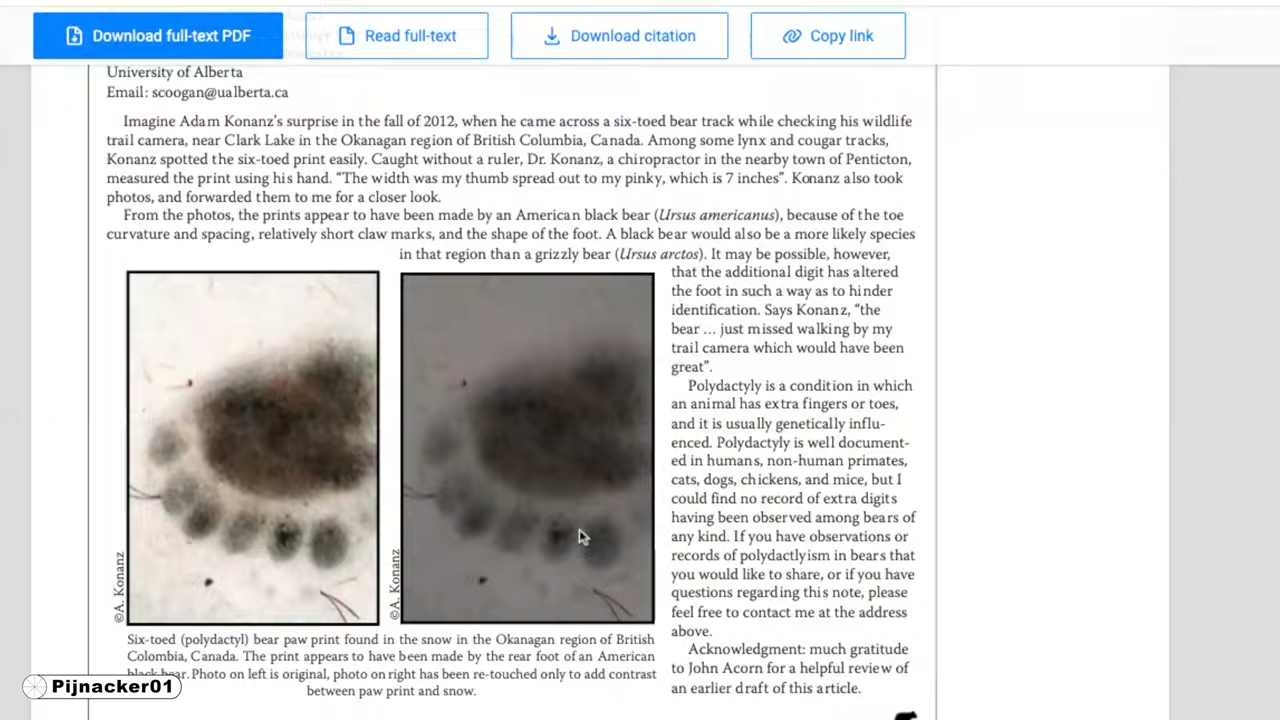 Download full-text PDF
Read full-text
Download citation
Copy link
University of Alberta
Email: scoogan@ualberta.ca
Imagine Adam Konanz's surprise in the fall of 2012, when he came across a six-toed bear track while checking his wildlife
trail camera, near Clark Lake in the Okanagan region of British Columbia, Canada. Among some lynx and cougar tracks,
Konanz spotted the six-toed print easily. Caught without a ruler, Dr. Konanz, a chiropractor in the nearby town of Penticton,
measured the print using his hand. “The width was my thumb spread out to my pinky, which is 7 inches”. Konanz also took
photos, and forwarded them to me for a closer look.
From the photos, the prints appear to have been made by an American black bear (Ursus americanus), because of the toe
curvature and spacing, relatively short claw marks, and the shape of the foot. A black bear would also be a more likely species
in that region than a grizzly bear (Ursus arctos). It may be possible, however,
that the additional digit has altered
the foot in such a way as to hinder
identification. Says Konanz, “the
bear ... just missed walking by my
trail camera which would have been
great”.
Polydactyly is a condition in which
an animal has extra fingers or toes,
and it is usually genetically influ-
enced. Polydactyly is well document-
ed in humans, non-human primates,
cats, dogs, chickens, and mice, but I
could find no record of extra digits
having been observed among bears of
any kind. If you have observations or
records of polydactlyism in bears that
you would like to share, or if you have
questions regarding this note, please
feel free to contact me at the address
above.
Acknowledgment: much gratitude
to John Acorn for a helpful review of
an earlier draft of this article.
©A. Konanz
©A. Konanz
Six-toed (polydactyl) bear paw print found in the snow in the Okanagan region of British
Columbia, Canada. The print appears to have been made by the rear foot of an American
black bear. Photo on left is original, photo on right has been re-touched only to add contrast
between paw print and snow.
Pijnacker01